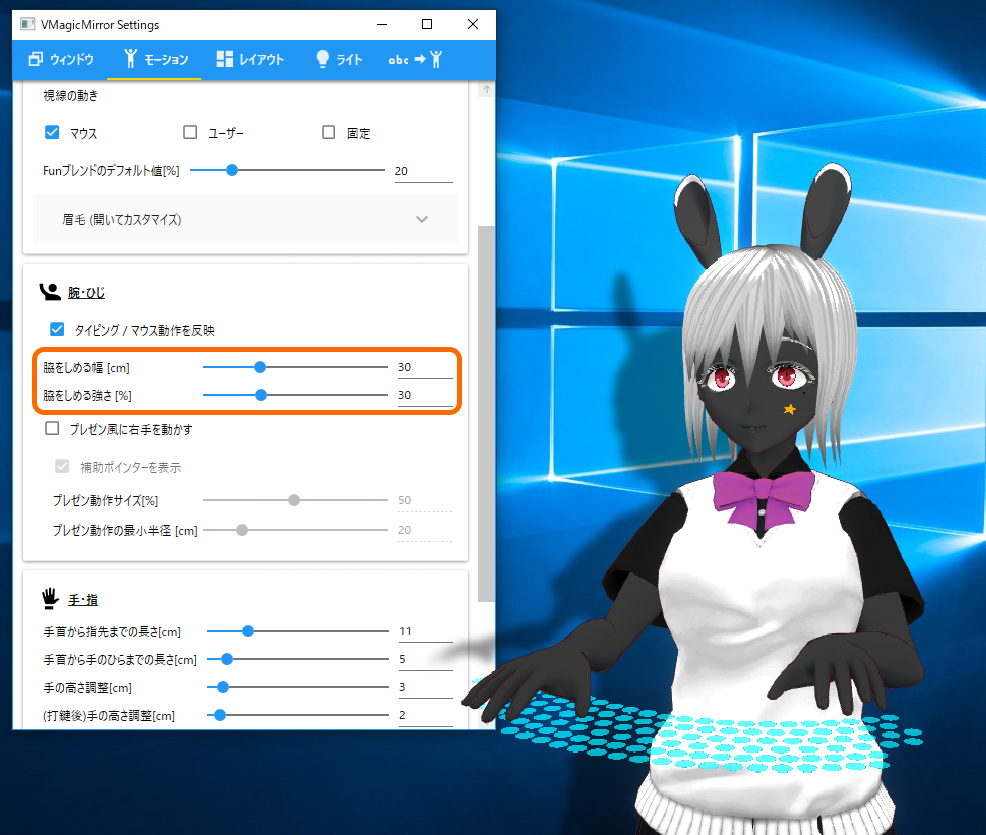 VMagicMirror Settings
ウィンドウ モーション レイアウト ライト abc
視線の動き
マウス ユーザー 固定
Funブレンドのデフォルト値[%] 20
眉毛 (開いてカスタマイズ)
腕・ひじ
タイピング / マウス動作を反映
脇をしめる幅 [cm] 30
脇をしめる強さ [%] 30
プレゼン風に右手を動かす
補助ポインターを表示
プレゼン動作サイズ[%] 50
プレゼン動作の最小半径 [cm] 20
手・指
手首から指先までの長さ[cm] 11
手首から手のひらまでの長さ[cm] 5
手の高さ調整[cm] 3
(打鍵後)手の高さ調整[cm] 2